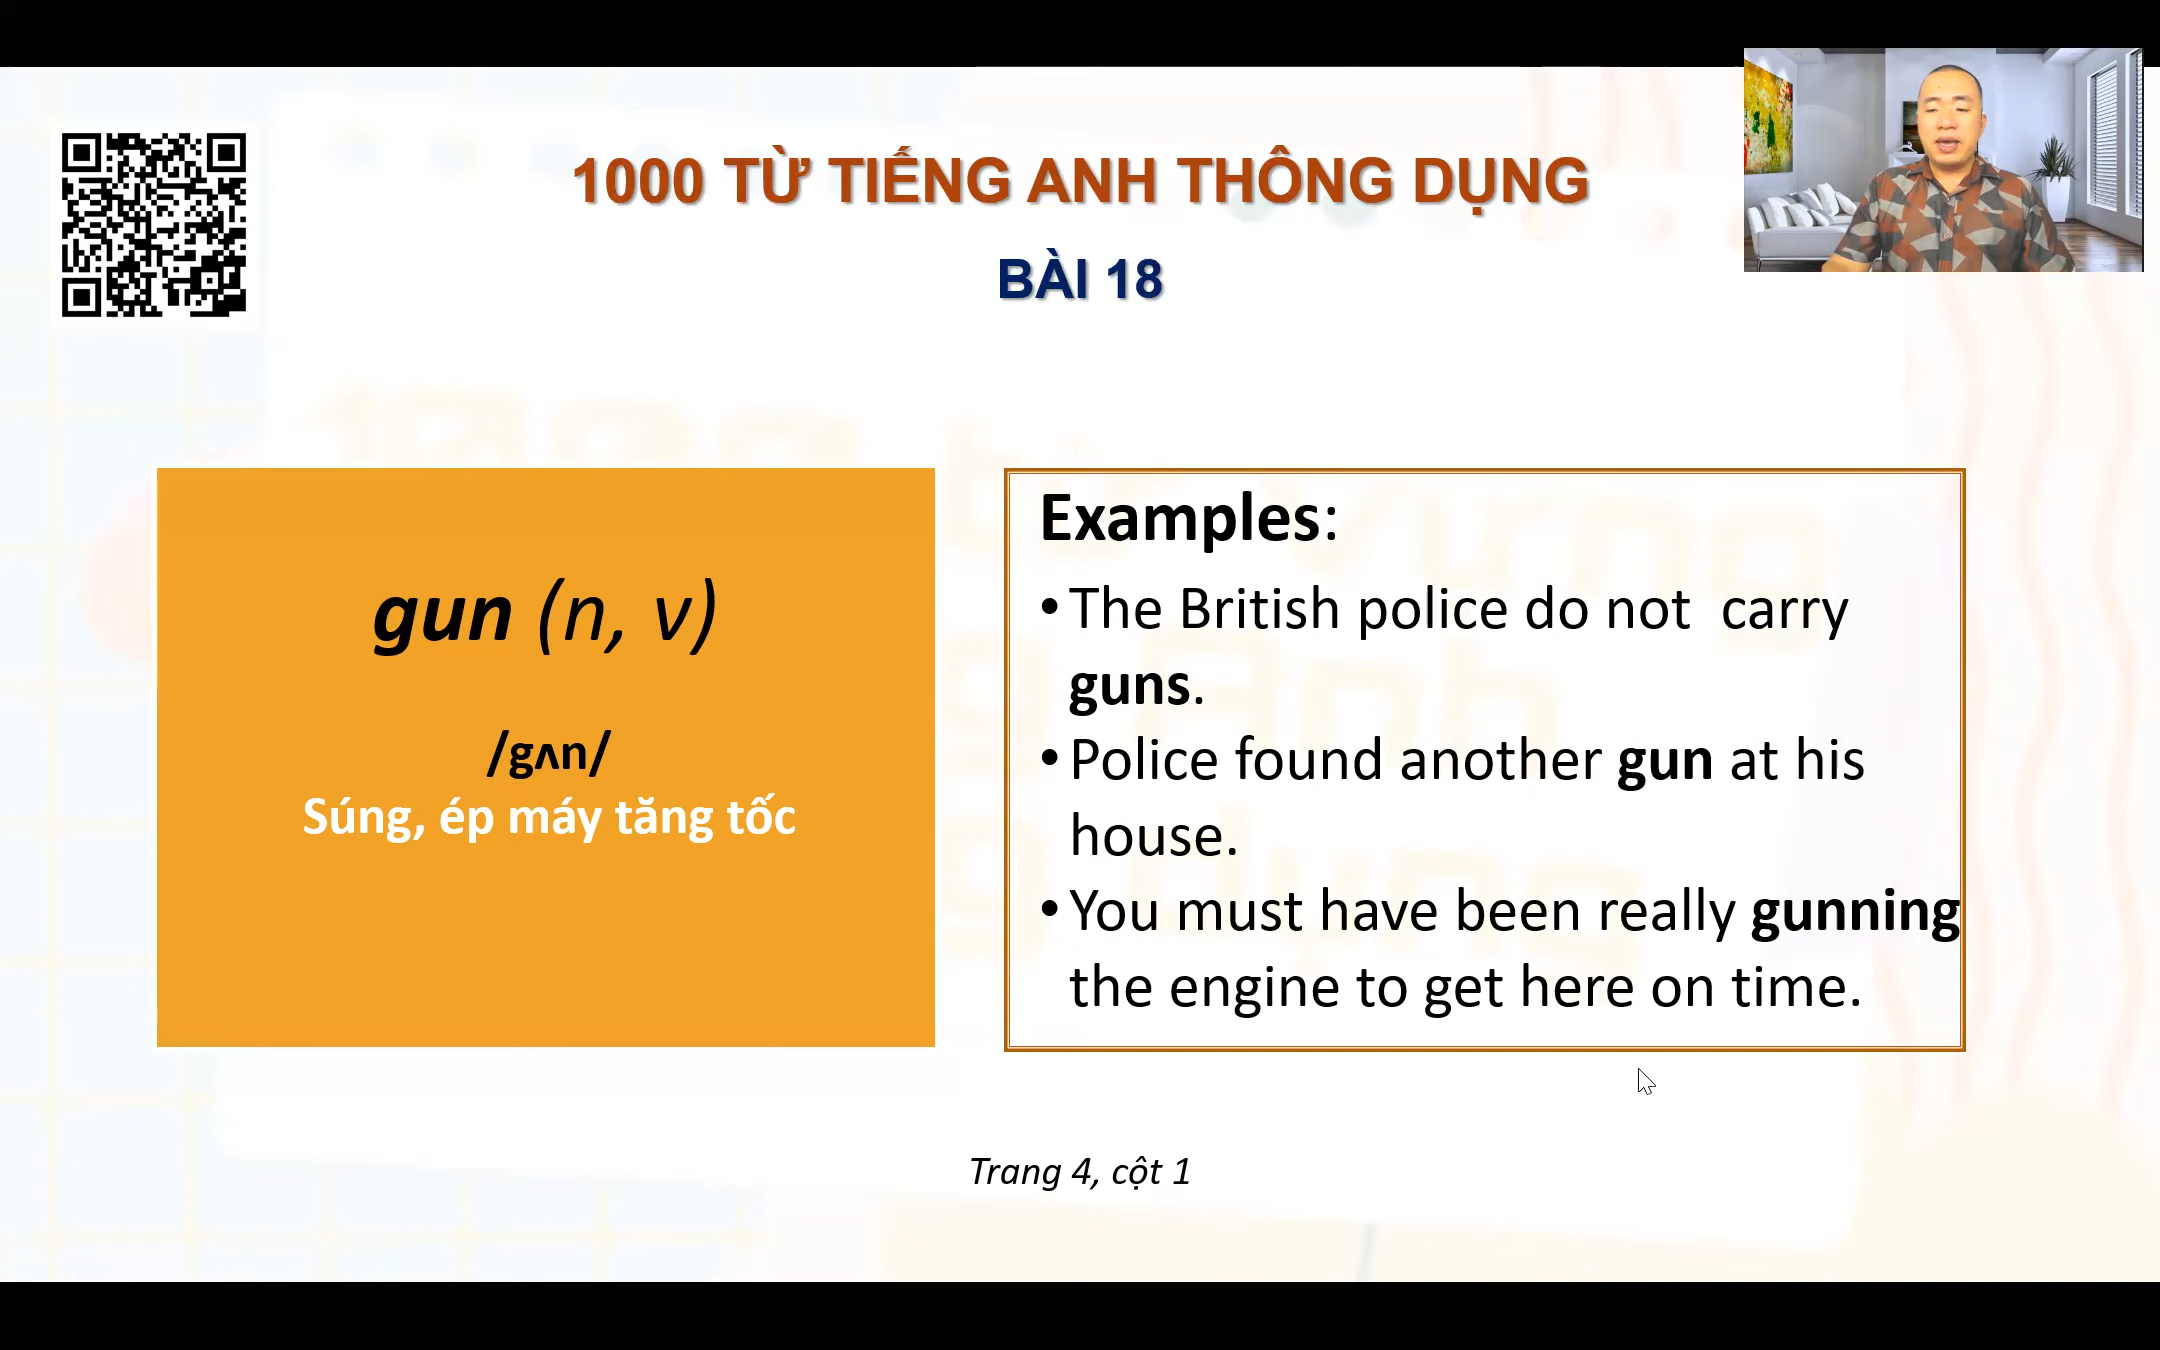 1000 TỪ TIẾNG ANH THÔNG DỤNG
BÀI 18
gun (n, v)
/gʌn/
Súng, ép máy tăng tốc
Examples:
• The British police do not  carry
guns.
• Police found another gun at his
house.
• You must have been really gunning
the engine to get here on time.
Trang 4, cột 1